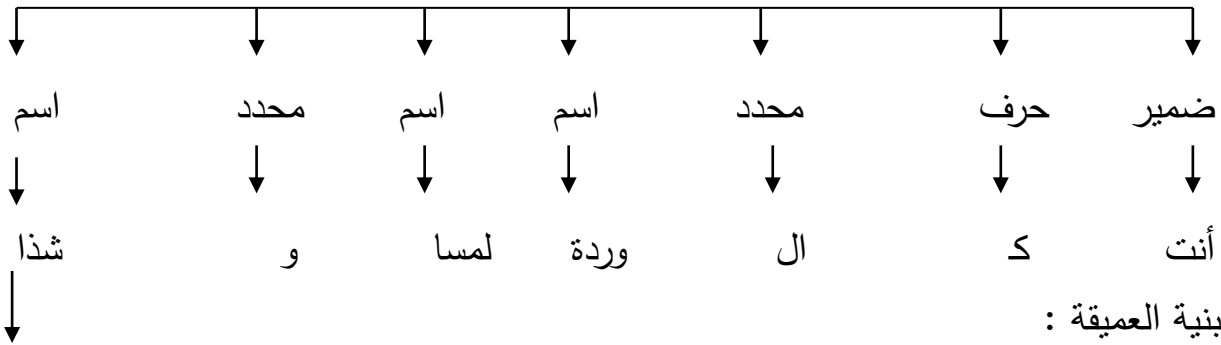 ضمير حرف محدد اسم اسم محدد اسم
أنت كـ ال وردة لمسا و شذا
بنية العميقة :